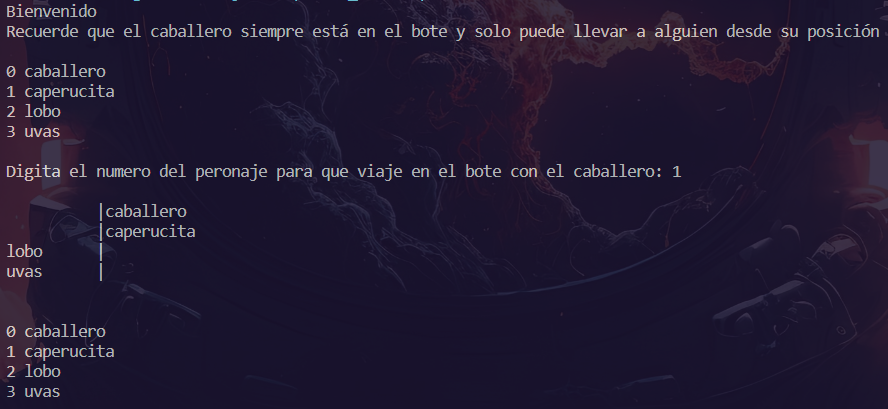 Bienvenido
Recuerde que el caballero siempre está en el bote y solo puede llevar a alguien desde su posición
0 caballero
1 caperucita
2 lobo
3 uvas
Digita el numero del peronaje para que viaje en el bote con el caballero: 1
|caballero
|caperucita
lobo |
uvas |
0 caballero
1 caperucita
2 lobo
3 uvas